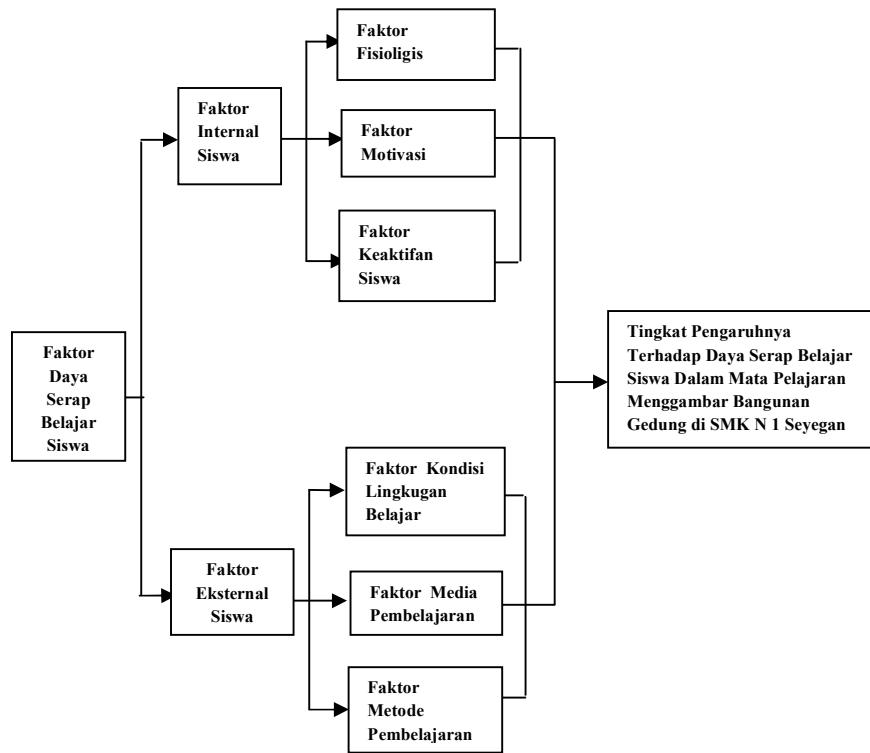 Faktor
Fisioligis
Faktor
Internal
Siswa
Faktor
Motivasi
Faktor
Keaktifan
Siswa
Faktor
Daya
Serap
Belajar
Siswa
Tingkat Pengaruhnya
Terhadap Daya Serap Belajar
Siswa Dalam Mata Pelajaran
Menggambar Bangunan
Gedung di SMK N 1 Seyegan
Faktor Kondisi
Lingkugan
Belajar
Faktor
Eksternal
Siswa
Faktor Media
Pembelajaran
Faktor
Metode
Pembelajaran